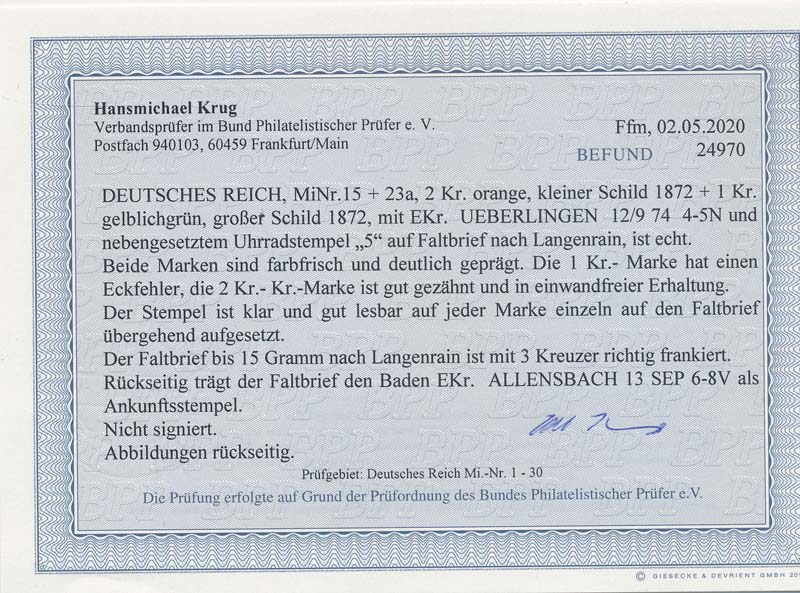 Hansmichael Krug
Verbandsprüfer im Bund Philatelistischer Prüfer e. V.
Postfach 940103, 60459 Frankfurt/Main
Ffm, 02.05.2020
BEFUND 24970
DEUTSCHES REICH, MiNr.15 + 23a, 2 Kr. orange, kleiner Schild 1872 + 1 Kr.
gelblichgrün, großer Schild 1872, mit EKr. UEBERLINGEN 12/9 74 4-5N und
nebengesetztem Uhrradstempel „5“ auf Faltbrief nach Langenrain, ist echt.
Beide Marken sind farbfrisch und deutlich geprägt. Die 1 Kr.- Marke hat einen
Eckfehler, die 2 Kr.- Kr.-Marke ist gut gezähnt und in einwandfreier Erhaltung.
Der Stempel ist klar und gut lesbar auf jeder Marke einzeln auf den Faltbrief
übergehend aufgesetzt.
Der Faltbrief bis 15 Gramm nach Langenrain ist mit 3 Kreuzer richtig frankiert.
Rückseitig trägt der Faltbrief den Baden EKr. ALLENSBACH 13 SEP 6-8V als
Ankunftsstempel.
Nicht signiert.
Abbildungen rückseitig.
Prüfgebiet: Deutsches Reich Mi.-Nr. 1 - 30
Die Prüfung erfolgte auf Grund der Prüfordnung des Bundes Philatelistischer Prüfer e.V.
© GIESECKE & DEVRIENT GMBH